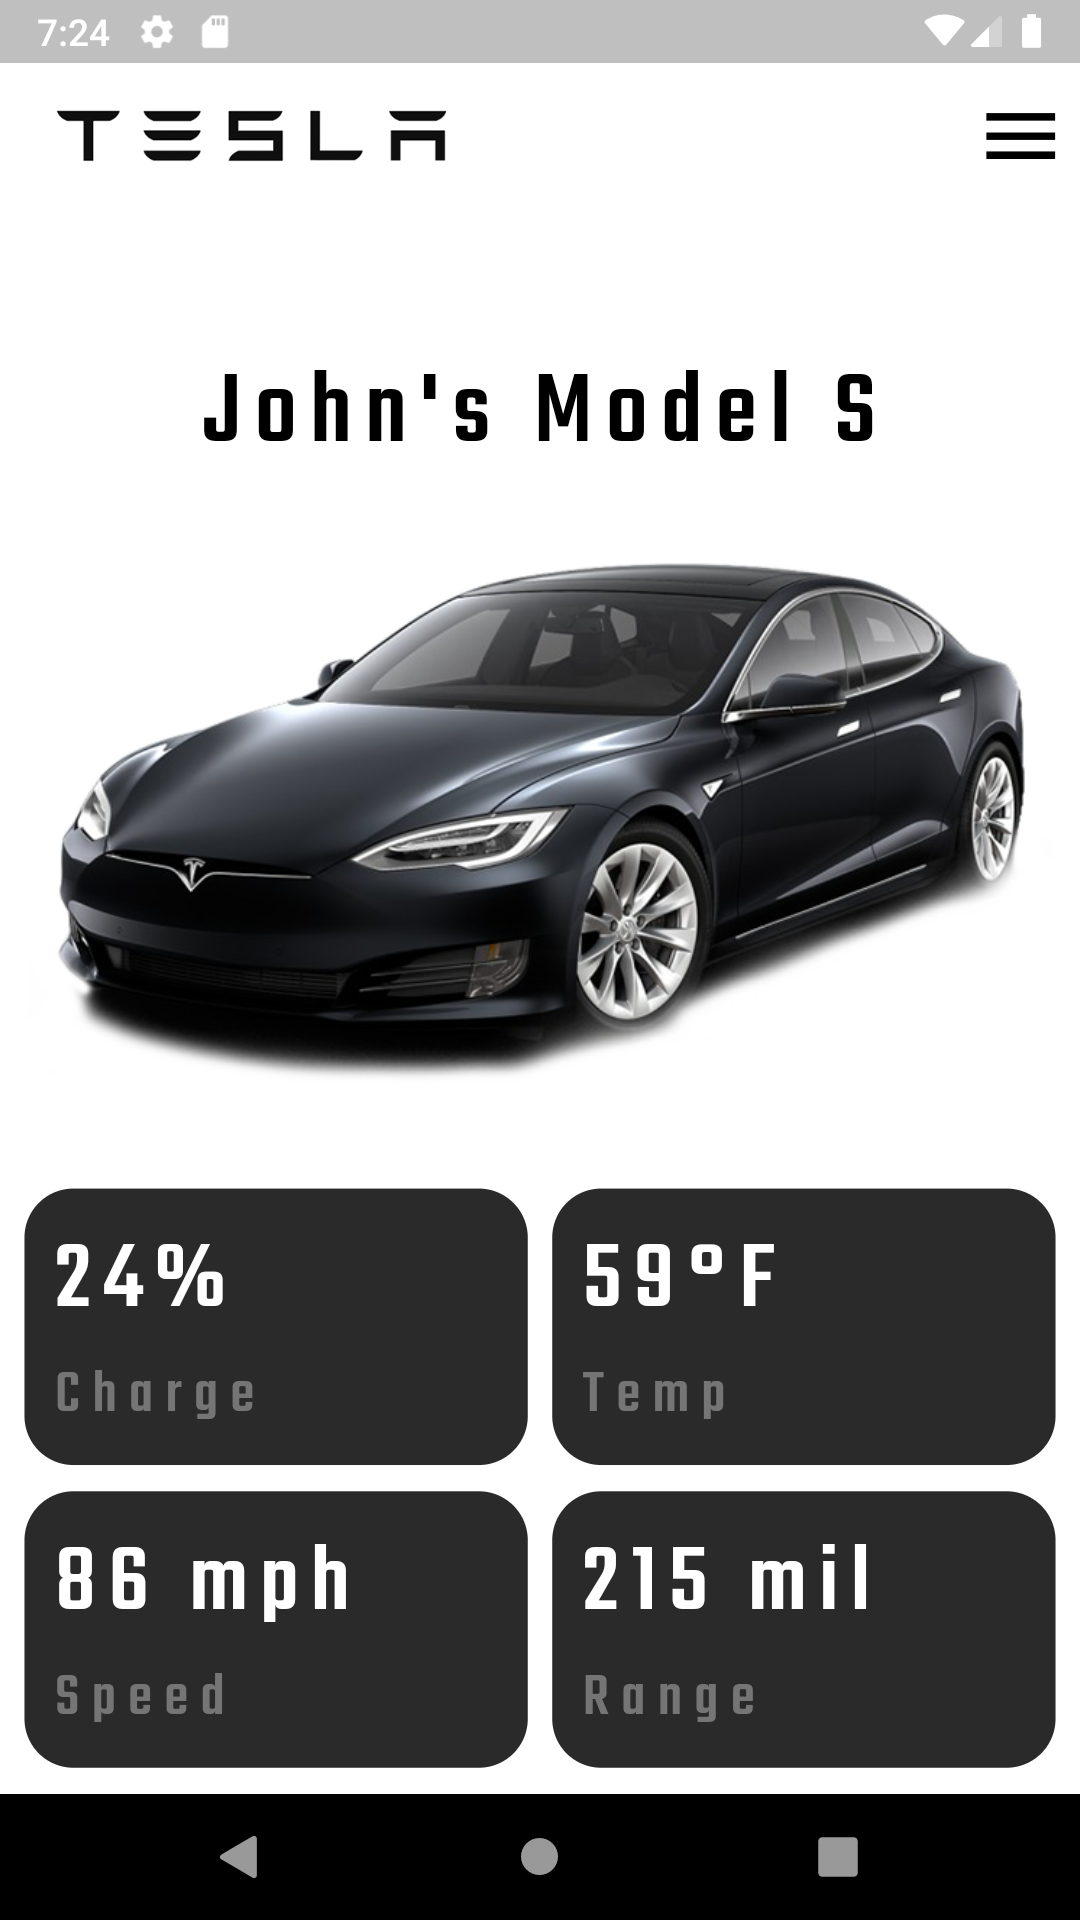 7:24
TESLA
John's Model S
24%
59°F
Charge
Temp
86 mph
215 mil
Speed
Range